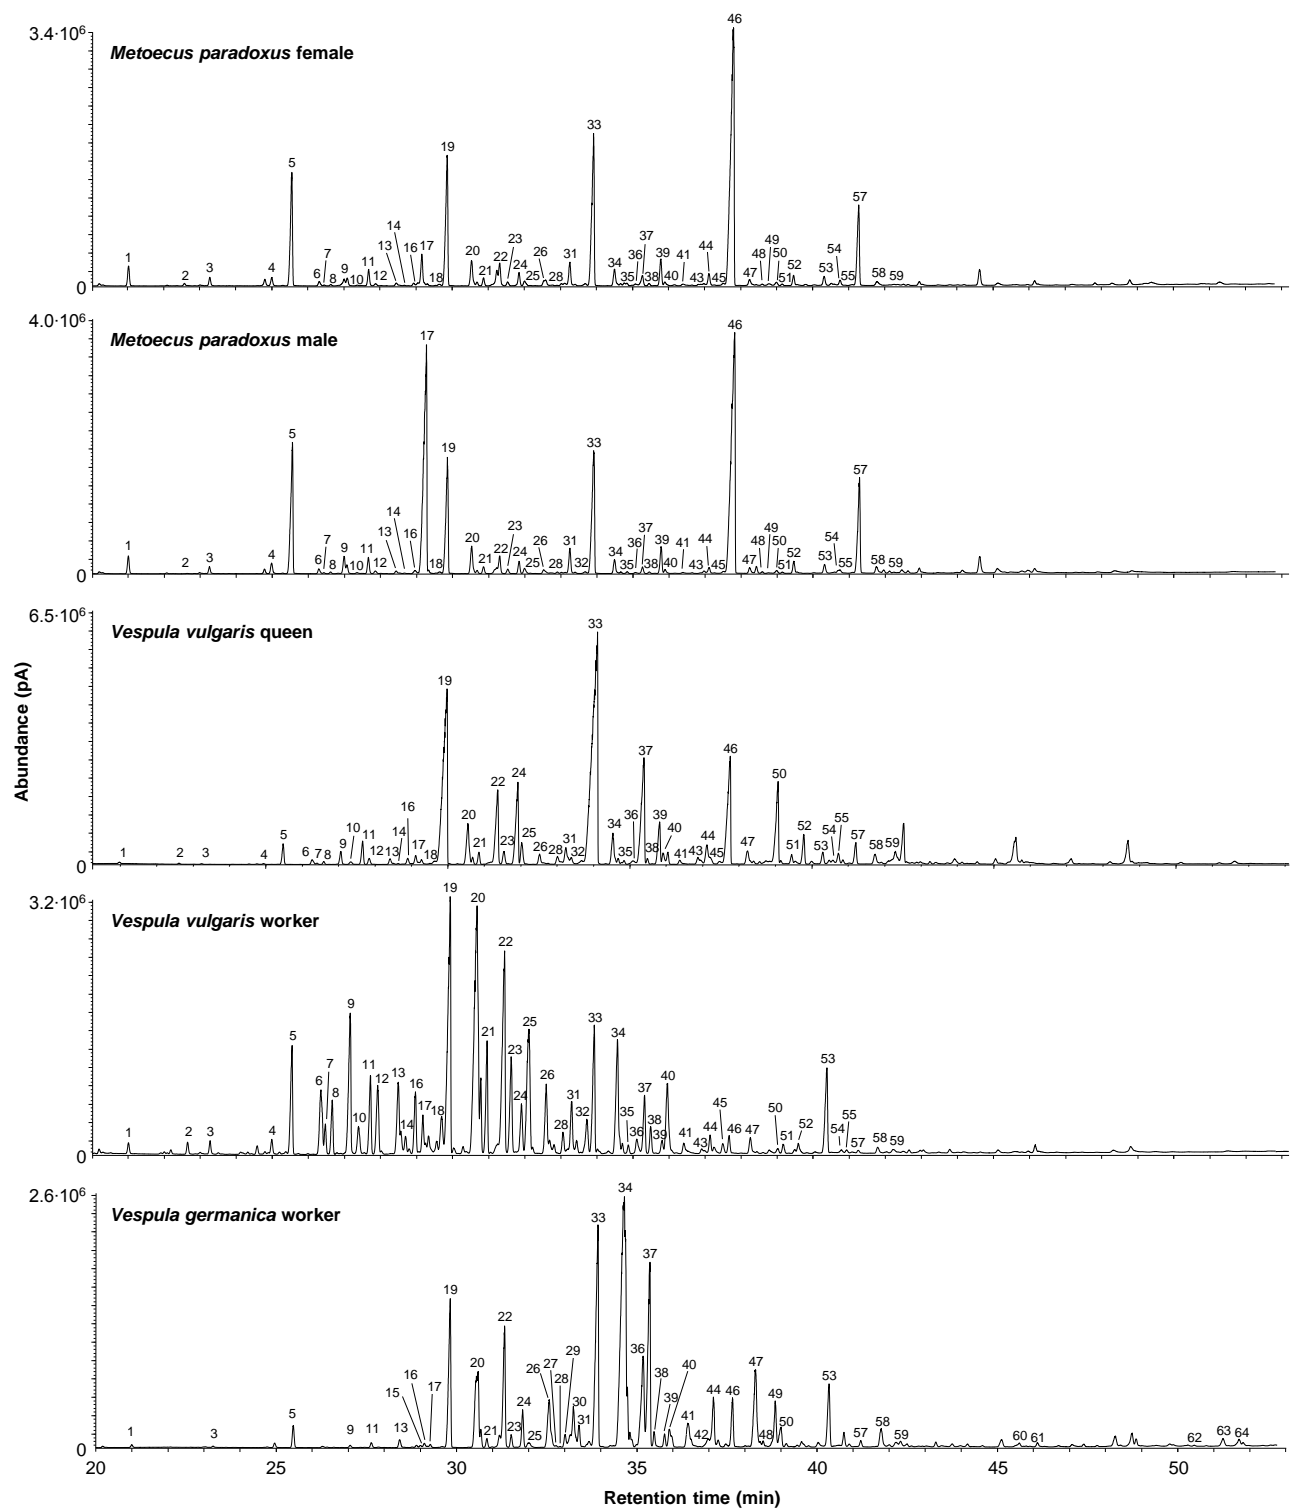 3.4·10⁶
Metoecus paradoxus female
1 2 3 4 5 6 7 8 9 10 11 12 13 14 16 17 18 19 20 21 22 23 24 25 26 28 31 33 34 35 36 37 38 39 40 41 43 44 45 46 47 48 49 50 51 52 53 54 55 57 58 59
0
4.0·10⁶
Metoecus paradoxus male
1 2 3 4 5 6 7 8 9 10 11 12 13 14 16 17 18 19 20 21 22 23 24 25 26 28 31 32 33 34 35 36 37 38 39 40 41 43 44 45 46 47 48 49 50 51 52 53 54 55 57 58 59
0
6.5·10⁶
Vespula vulgaris queen
1 2 3 4 5 6 7 8 9 10 11 12 13 14 16 17 18 19 20 21 22 23 24 25 26 28 31 32 33 34 35 36 37 38 39 40 41 43 44 45 46 47 50 51 52 53 54 55 57 58 59
0
Abundance (pA)
3.2·10⁶
Vespula vulgaris worker
1 2 3 4 5 6 7 8 9 10 11 12 13 14 16 17 18 19 20 21 22 23 24 25 26 28 31 32 33 34 35 36 37 38 39 40 41 43 44 45 46 47 50 51 52 53 54 55 57 58 59
0
2.6·10⁶
Vespula germanica worker
1 3 5 9 11 13 15 16 17 19 20 21 22 23 24 25 26 27 28 29 30 31 33 34 36 37 38 39 40 41 42 44 46 47 48 49 50 53 57 58 59 60 61 62 63 64
0
20 25 30 35 40 45 50
Retention time (min)